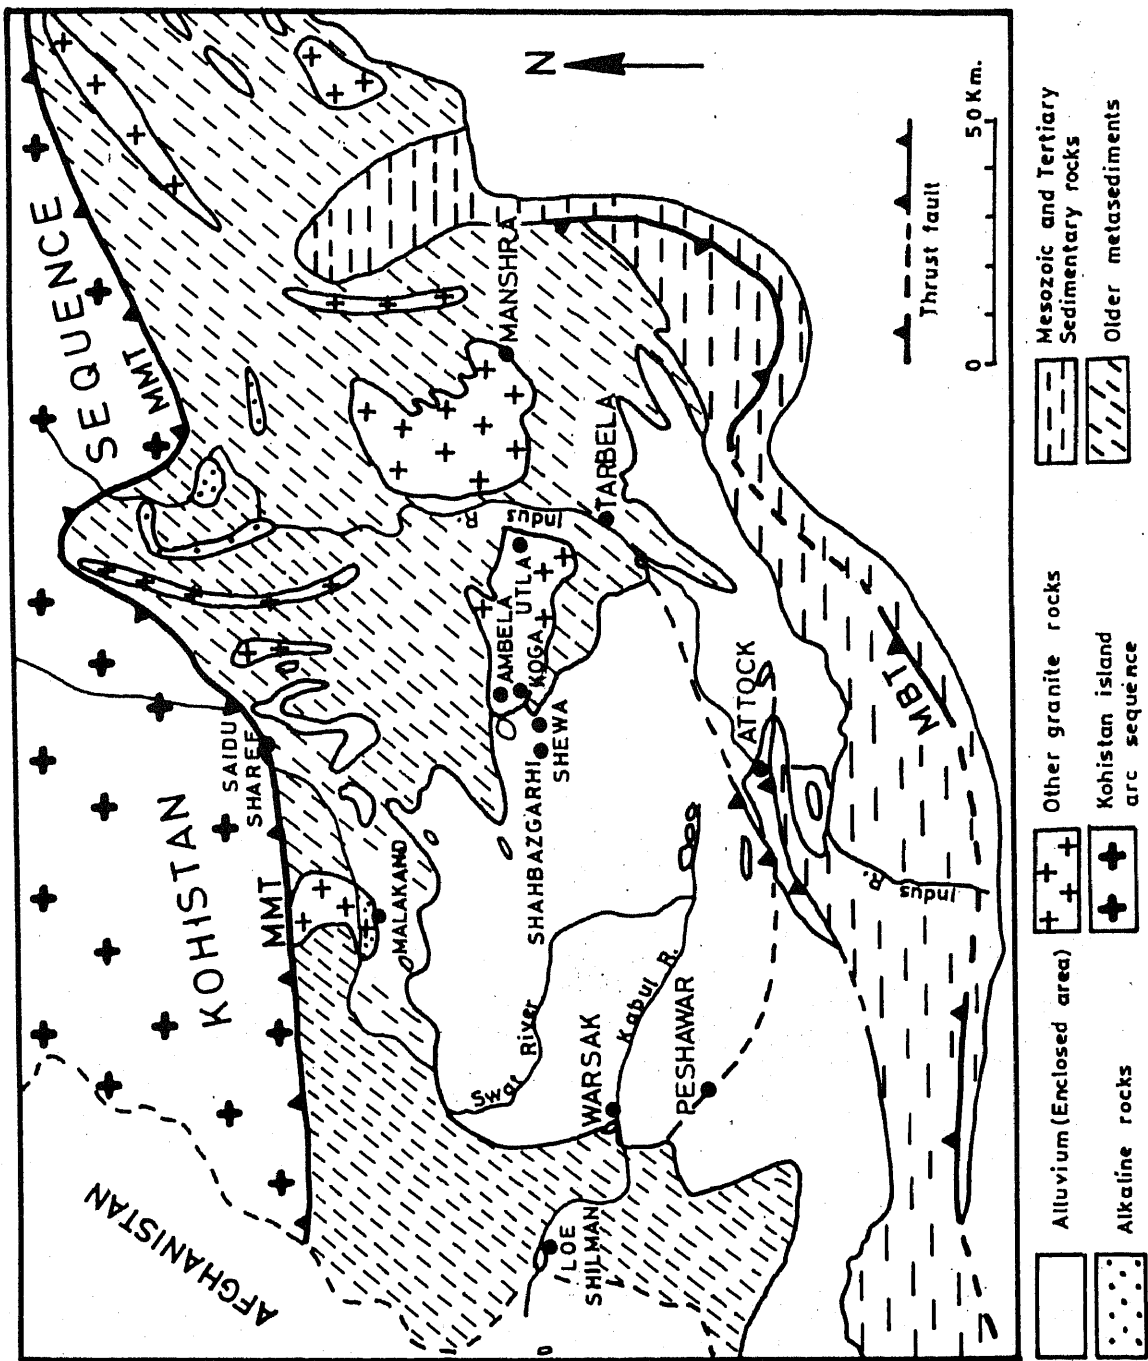 KOHISTAN
SEQUENCE
MMT
MMT
AFGHANISTAN
SAIDU
SHAREEF
MALAKAND
N
AMBELA
UTLA
KOGA
SHAHBAZGARHI
SHEWA
MANSHRA
R.
Indus
TARBELA
Swat River
LOE
SHILMAN
WARSAK
Kabul R.
PESHAWAR
ATTOCK
MBT
Indus
R.
Thrust fault
0
50 Km.
Alluvium (Enclosed area)
Alkaline rocks
Other granite rocks
Kohistan island
arc sequence
Mesozoic and Tertiary
Sedimentary rocks
Older metasediments